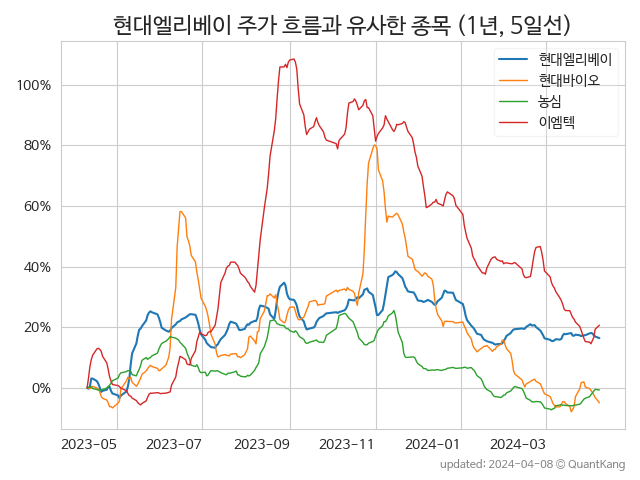 현대엘리베이 주가 흐름과 유사한 종목 (1년, 5일선)
현대엘리베이
현대바이오
농심
이엠텍
100%
80%
60%
40%
20%
0%
2023-05 2023-07 2023-09 2023-11 2024-01 2024-03
updated: 2024-04-08 © QuantKang